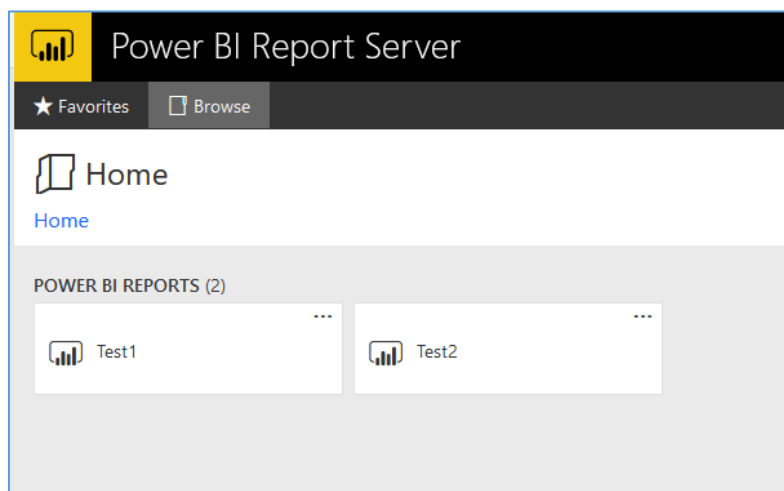 Power BI Report Server
Favorites Browse
Home
Home
POWER BI REPORTS (2)
... ...
Test1 Test2